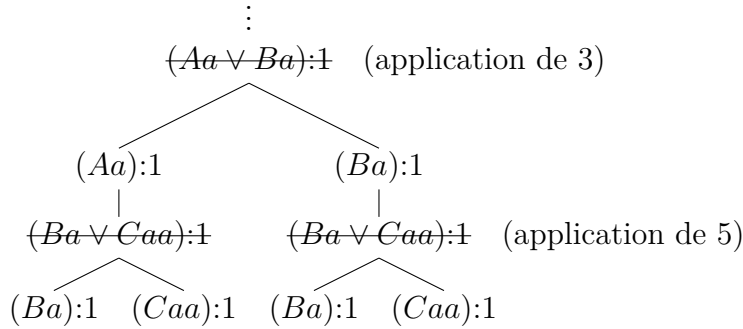 ⋮
(Aa ∨ Ba):1 (application de 3)
(Aa):1 (Ba):1
(Ba ∨ Caa):1 (Ba ∨ Caa):1 (application de 5)
(Ba):1 (Caa):1 (Ba):1 (Caa):1